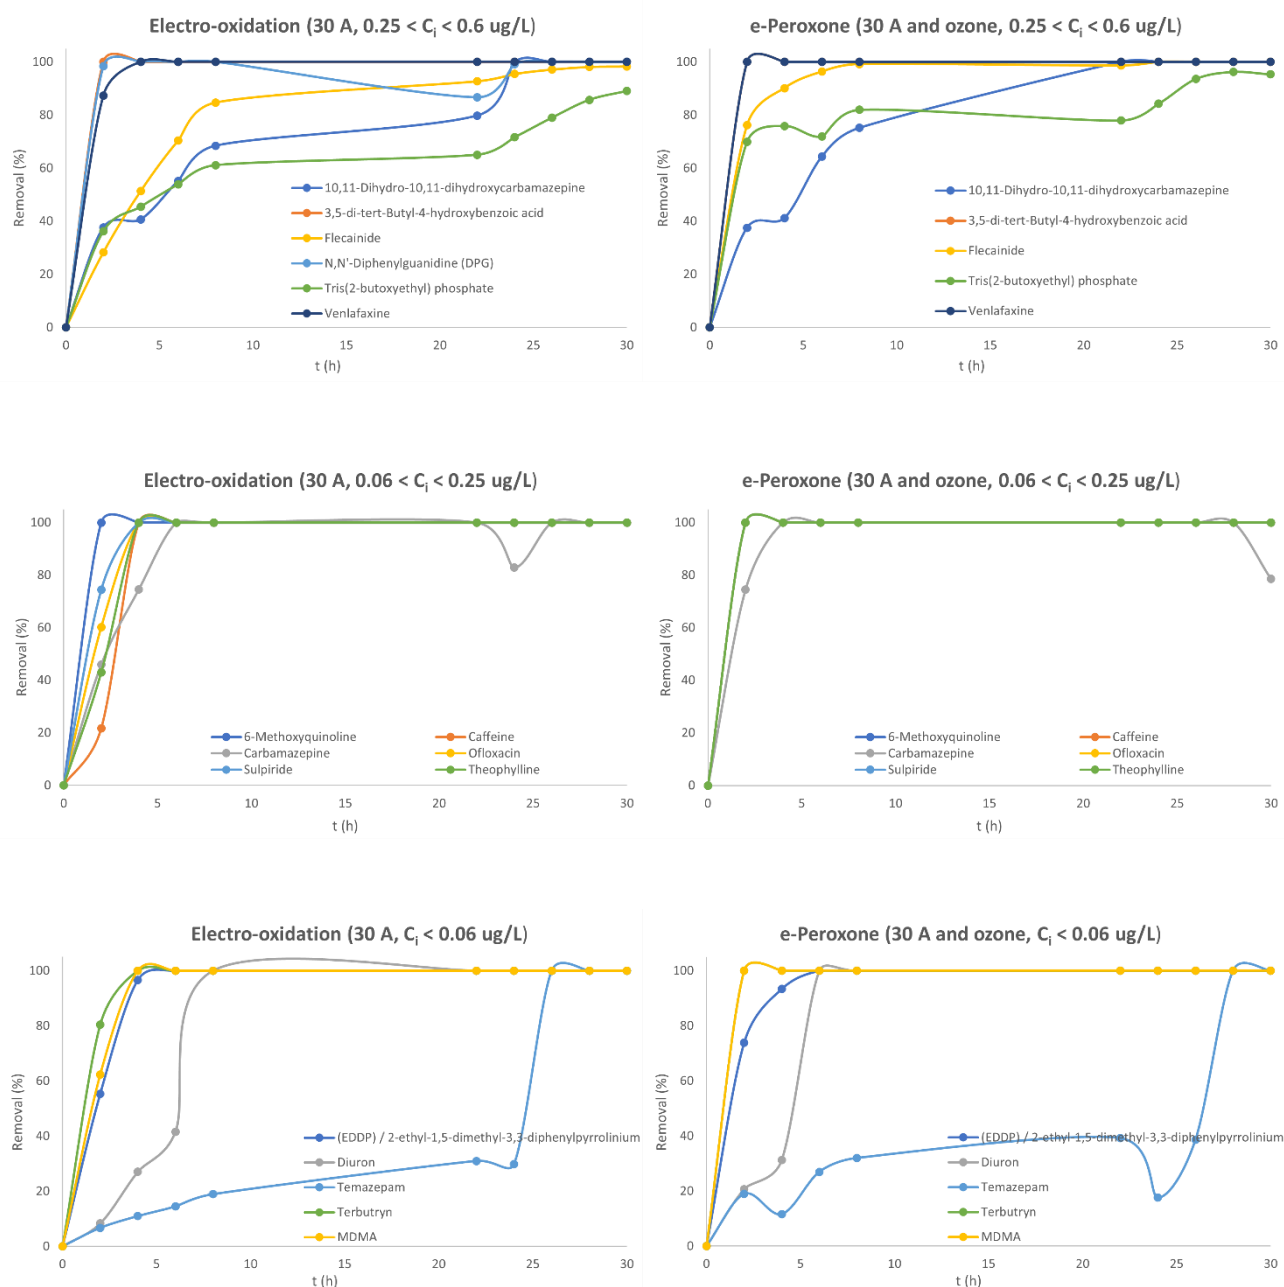 Electro-oxidation (30 A, 0.25 < Ci < 0.6 ug/L)
Removal (%)
100
80
60
40
20
0
10,11-Dihydro-10,11-dihydroxycarbamazepine
3,5-di-tert-Butyl-4-hydroxybenzoic acid
Flecainide
N,N'-Diphenylguanidine (DPG)
Tris(2-butoxyethyl) phosphate
Venlafaxine
0 5 10 15 20 25 30
t (h)
e-Peroxone (30 A and ozone, 0.25 < Ci < 0.6 ug/L)
Removal (%)
100
80
60
40
20
0
10,11-Dihydro-10,11-dihydroxycarbamazepine
3,5-di-tert-Butyl-4-hydroxybenzoic acid
Flecainide
Tris(2-butoxyethyl) phosphate
Venlafaxine
0 5 10 15 20 25 30
t (h)
Electro-oxidation (30 A, 0.06 < Ci < 0.25 ug/L)
Removal (%)
100
80
60
40
20
0
6-Methoxyquinoline Caffeine
Carbamazepine Ofloxacin
Sulpiride Theophylline
0 5 10 15 20 25 30
t (h)
e-Peroxone (30 A and ozone, 0.06 < Ci < 0.25 ug/L)
Removal (%)
100
80
60
40
20
0
6-Methoxyquinoline Caffeine
Carbamazepine Ofloxacin
Sulpiride Theophylline
0 5 10 15 20 25 30
t (h)
Electro-oxidation (30 A, Ci < 0.06 ug/L)
Removal (%)
100
80
60
40
20
0
(EDDP) / 2-ethyl-1,5-dimethyl-3,3-diphenylpyrrolinium
Diuron
Temazepam
Terbutryn
MDMA
0 5 10 15 20 25 30
t (h)
e-Peroxone (30 A and ozone, Ci < 0.06 ug/L)
Removal (%)
100
80
60
40
20
0
(EDDP) / 2-ethyl-1,5-dimethyl-3,3-diphenylpyrrolinium
Diuron
Temazepam
Terbutryn
MDMA
0 5 10 15 20 25 30
t (h)